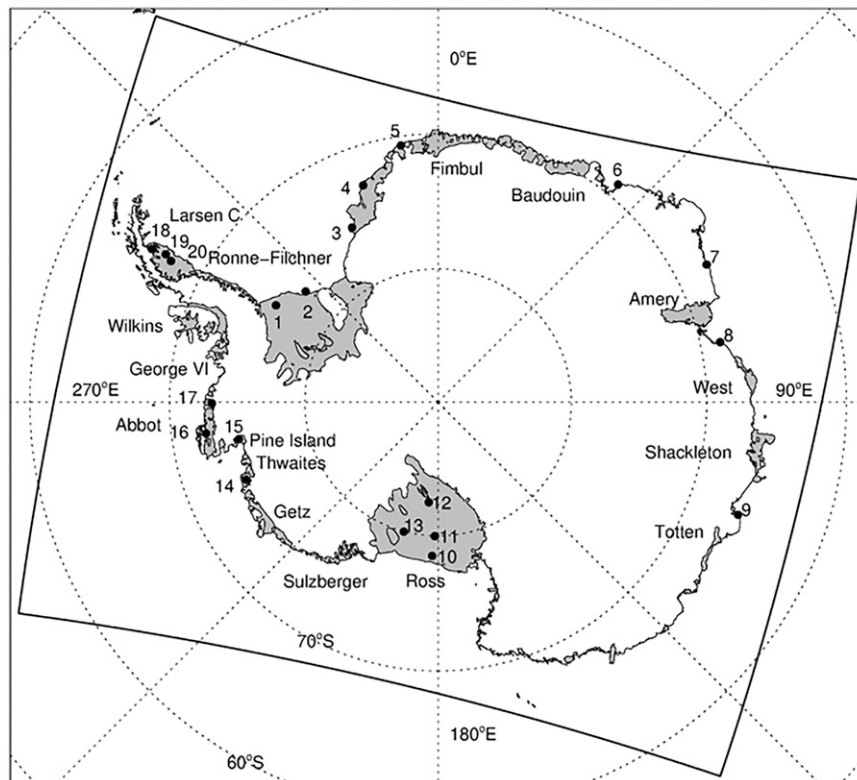 0°E
5
Fimbul
6
4
Baudouin
Larsen C
3
18
19
20
Ronne-Filchner
7
2
1
Amery
Wilkins
8
George VI
West
270°E
17
90°E
Abbot
16
15
Pine Island
Shackleton
Thwaites
14
12
9
Getz
13
11
Totten
10
Sulzberger
Ross
70°S
180°E
60°S